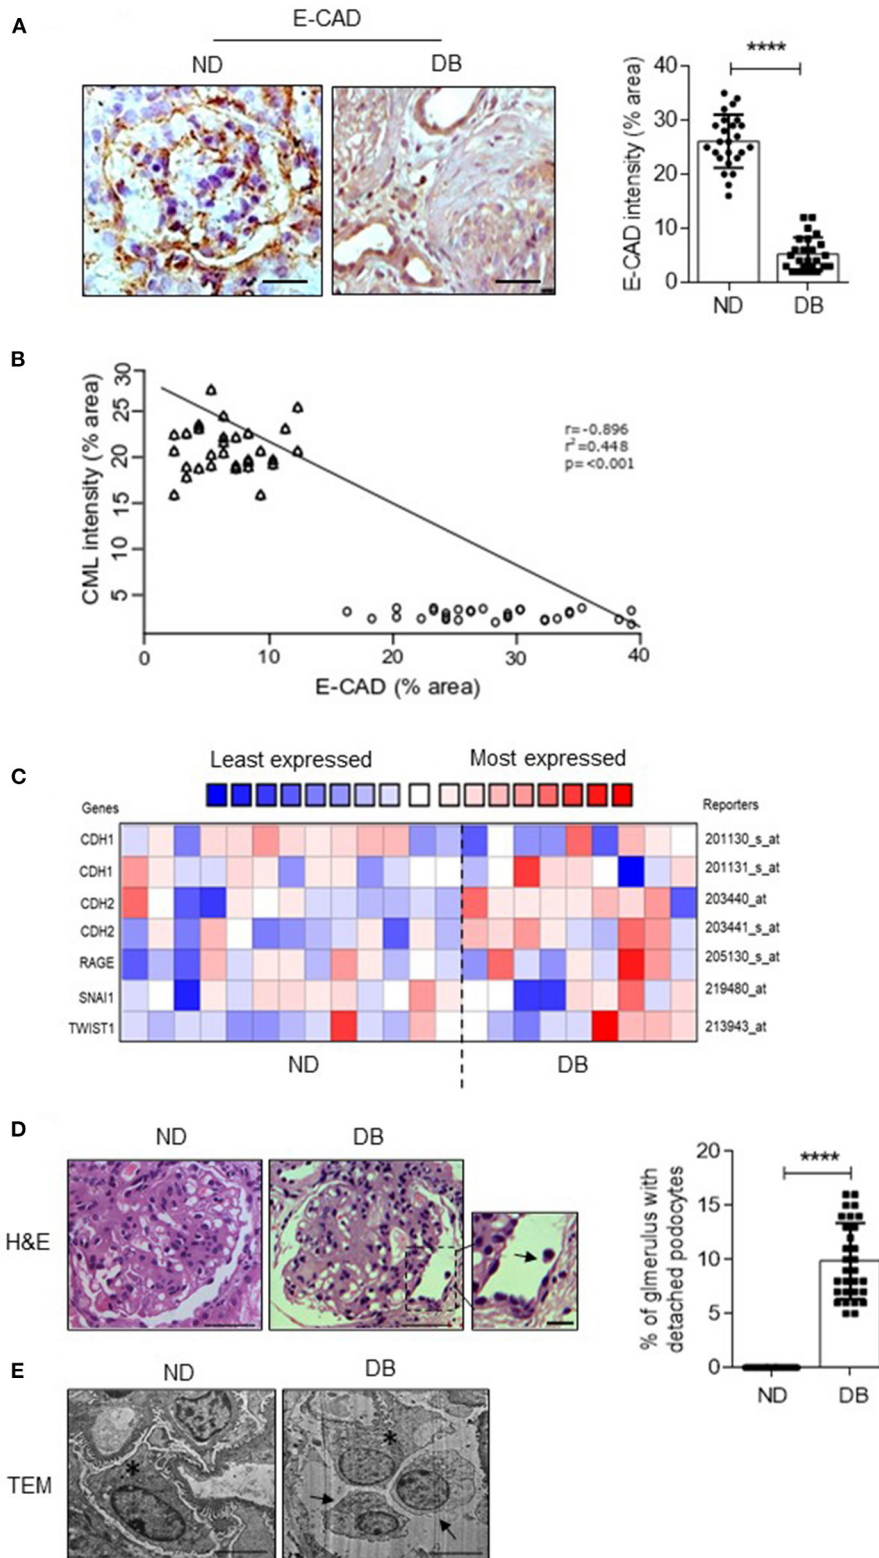 A
E-CAD
ND
DB
E-CAD intensity (% area)
40
30
20
10
0
****
ND
DB
B
CML intensity (% area)
30
25
20
15
10
5
r=-0.896
r²=0.448
p=<0.001
0
10
20
30
40
E-CAD (% area)
C
Least expressed
Most expressed
Genes
Reporters
CDH1
201130_s_at
CDH1
201131_s_at
CDH2
203440_at
CDH2
203441_s_at
RAGE
205130_s_at
SNAI1
219480_at
TWIST1
213943_at
ND
DB
D
ND
DB
H&E
% of glmerulus with
detached podocytes
20
15
10
5
0
****
ND
DB
E
ND
DB
TEM
*
*